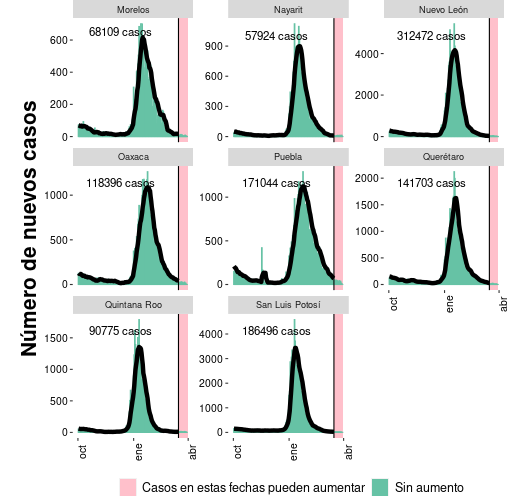 Morelos
Nayarit
Nuevo León
68109 casos
57924 casos
312472 casos
600
400
200
0
900
600
300
0
4000
2000
0
Oaxaca
Puebla
Querétaro
118396 casos
171044 casos
141703 casos
1000
500
0
1000
500
0
2000
1500
1000
500
0
Quintana Roo
San Luis Potosí
90775 casos
186496 casos
1500
1000
500
0
4000
3000
2000
1000
0
oct
ene
abr
oct
ene
abr
oct
ene
abr
Número de nuevos casos
Casos en estas fechas pueden aumentar
Sin aumento